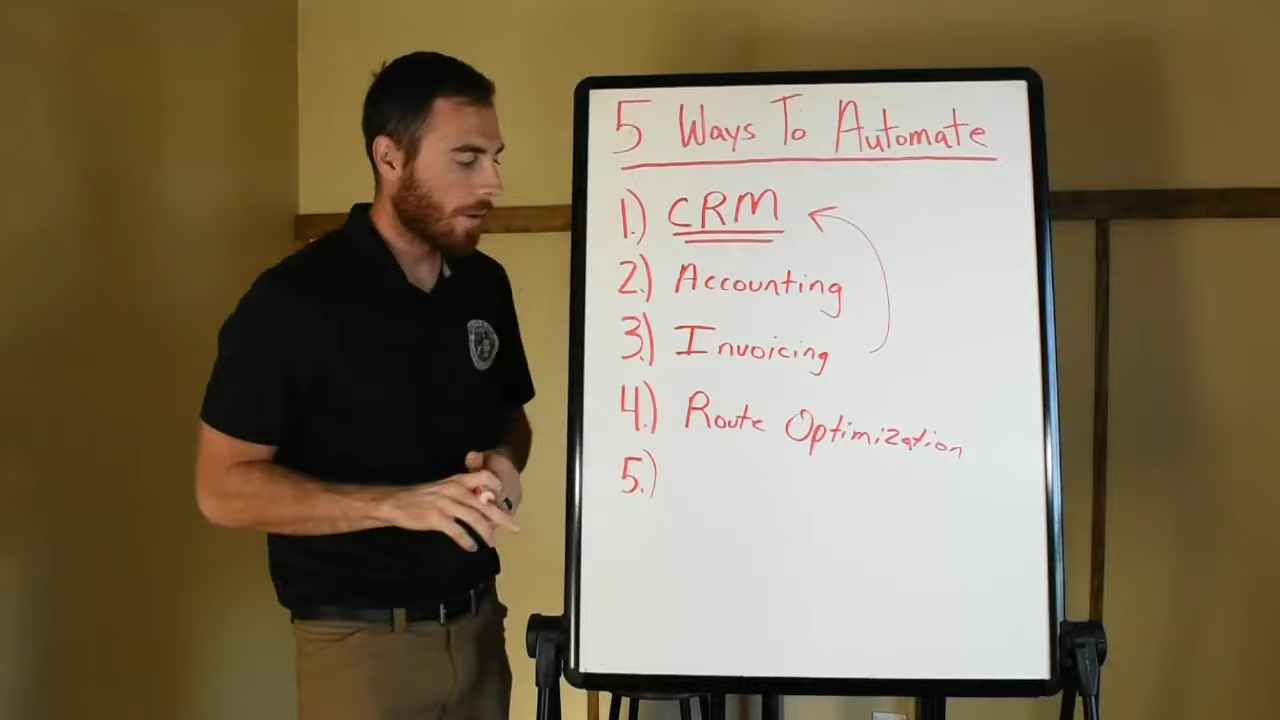 5 Ways To Automate
1.) CRM
2.) Accounting
3.) Invoicing
4.) Route Optimization
5.)